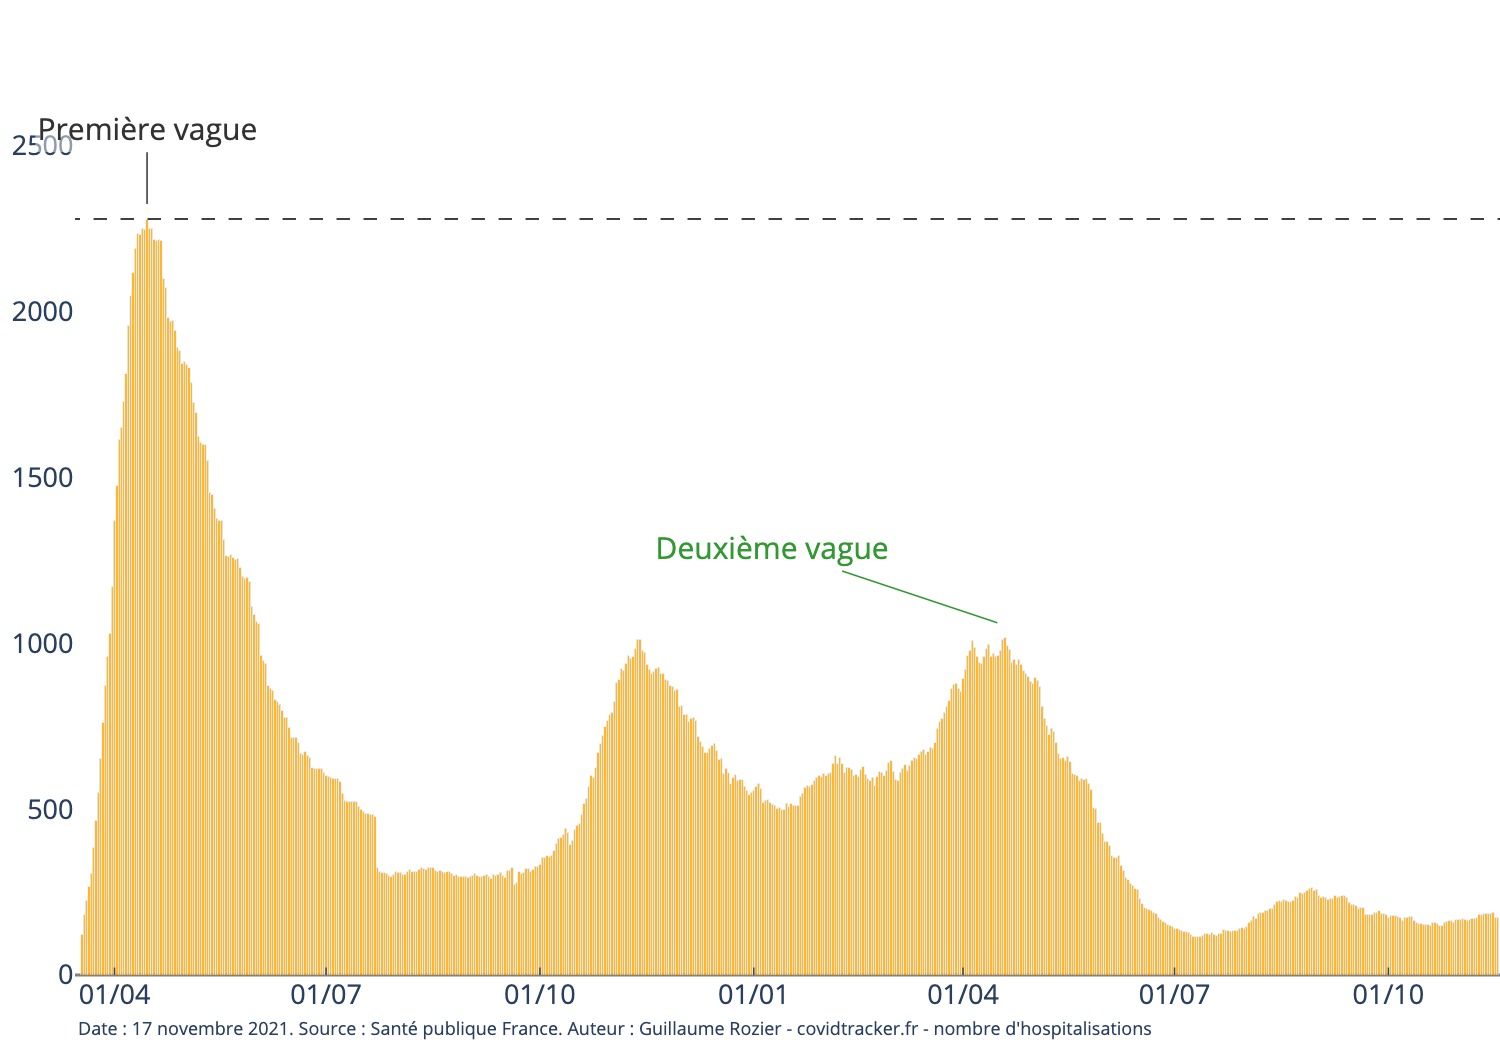 Première vague
2500
2000
1500
Deuxième vague
1000
500
0
01/04 01/07 01/10 01/01 01/04 01/07 01/10
Date : 17 novembre 2021. Source : Santé publique France. Auteur : Guillaume Rozier - covidtracker.fr - nombre d'hospitalisations